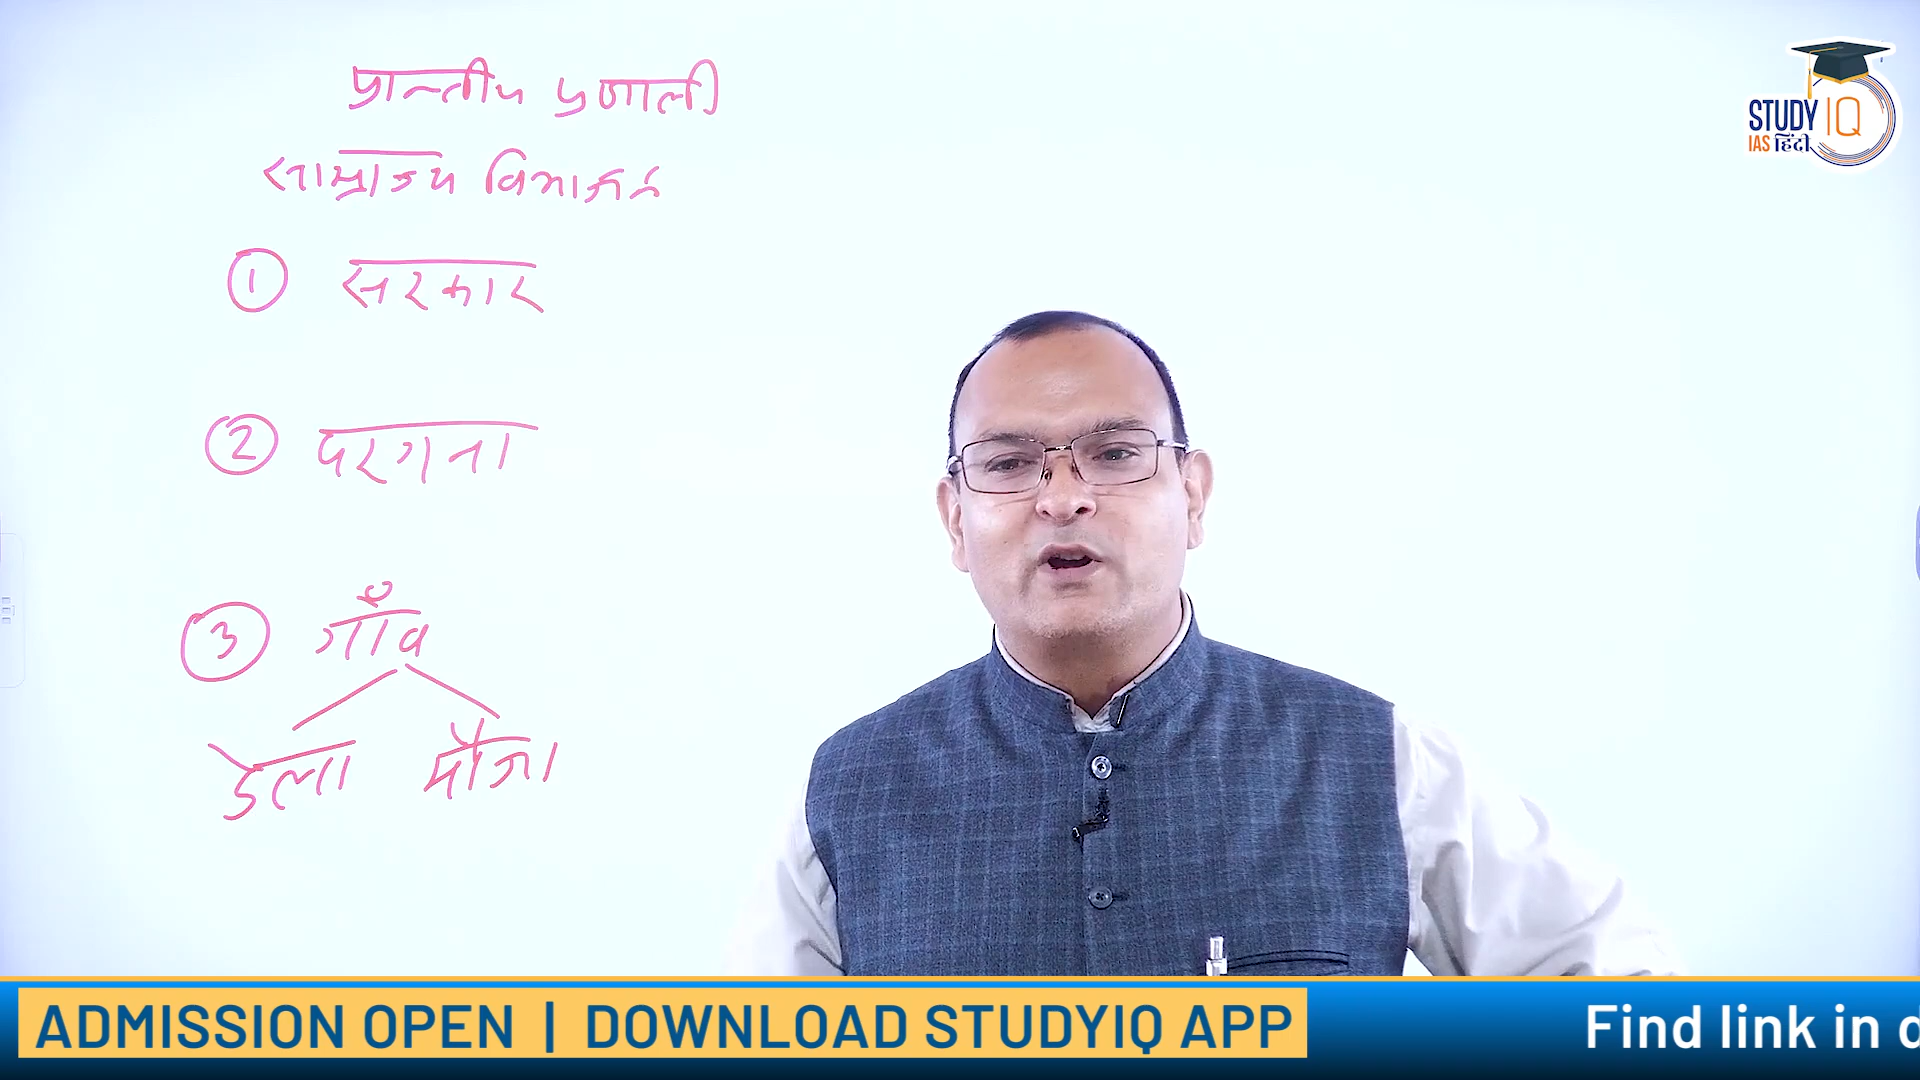 प्रान्तीय प्रणाली
साम्राज्य विभाजन
① सरकार
② परगना
③ गाँव
डेला मौजा
STUDY IQ
IAS हिंदी
ADMISSION OPEN | DOWNLOAD STUDYIQ APP
Find link in d